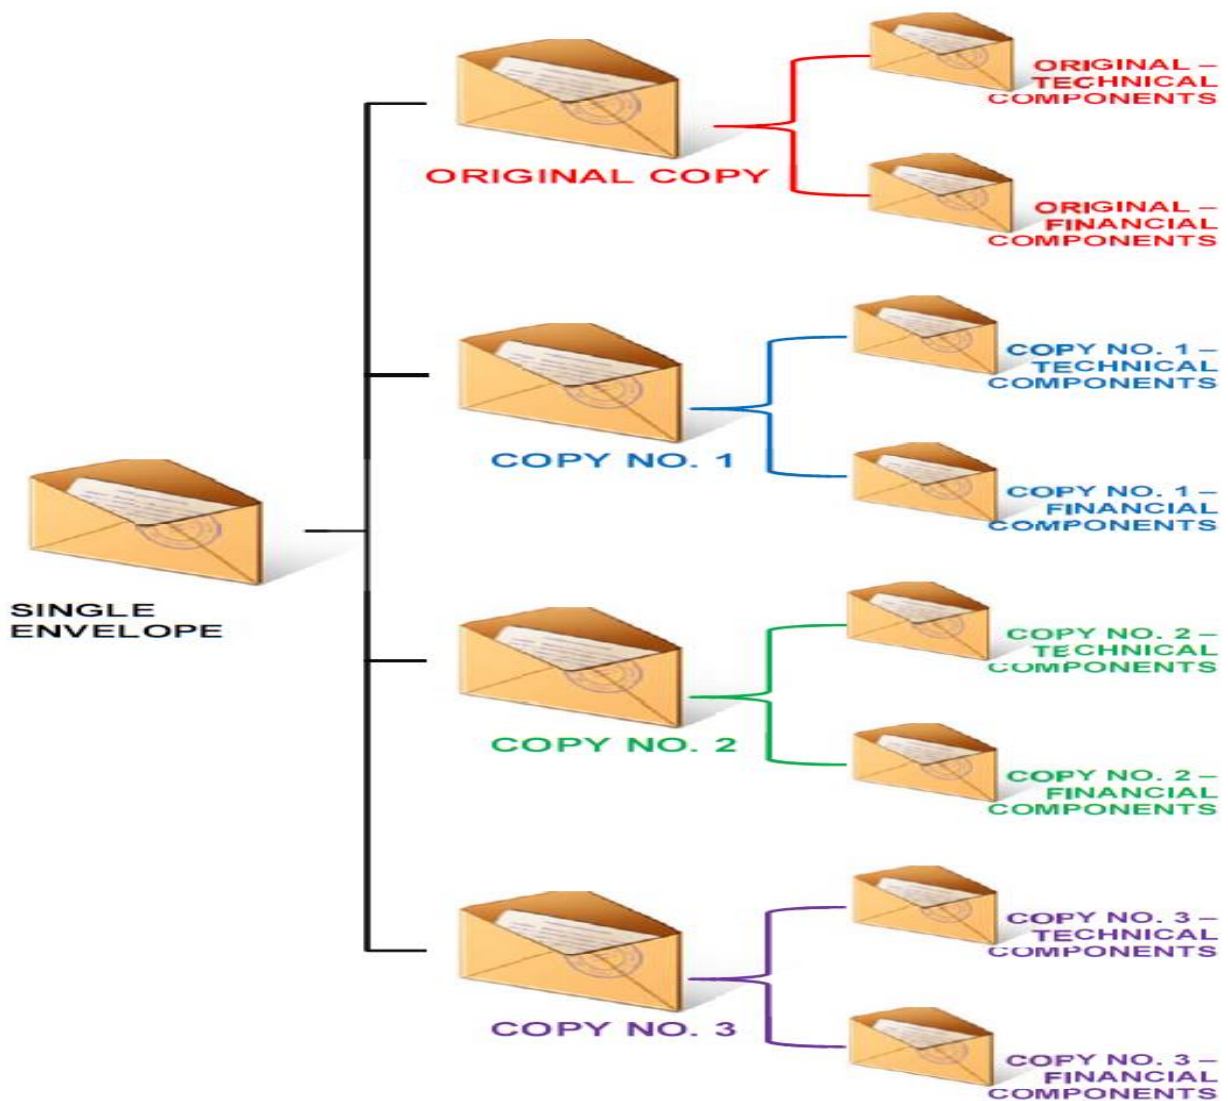 ORIGINAL –
TECHNICAL
COMPONENTS
ORIGINAL COPY
ORIGINAL –
FINANCIAL
COMPONENTS
COPY NO. 1 –
TECHNICAL
COMPONENTS
COPY NO. 1
COPY NO. 1 –
FINANCIAL
COMPONENTS
SINGLE
ENVELOPE
COPY NO. 2 –
TECHNICAL
COMPONENTS
COPY NO. 2
COPY NO. 2 –
FINANCIAL
COMPONENTS
COPY NO. 3 –
TECHNICAL
COMPONENTS
COPY NO. 3
COPY NO. 3 –
FINANCIAL
COMPONENTS